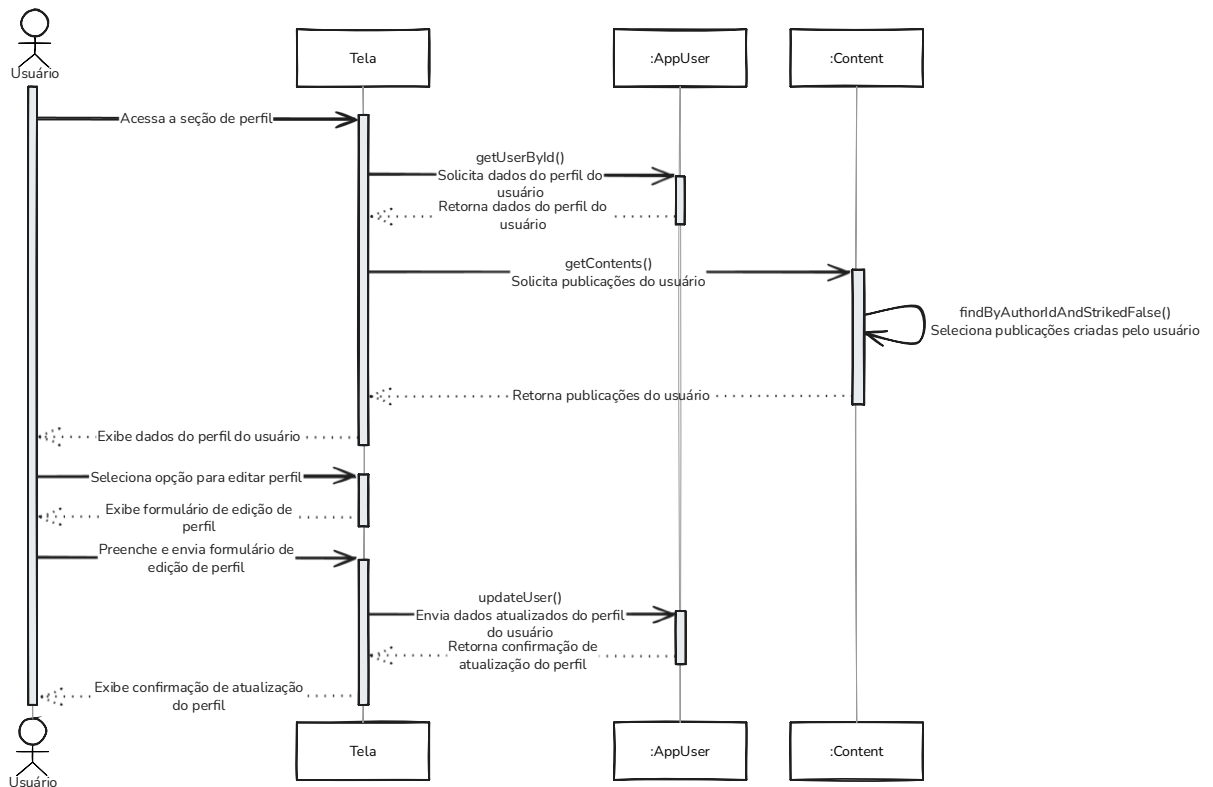 Usuário
Tela
:AppUser
:Content
Acessa a seção de perfil
getUserById()
Solicita dados do perfil do
usuário
Retorna dados do perfil do
usuário
getContents()
Solicita publicações do usuário
findByAuthorIdAndStrikedFalse()
Seleciona publicações criadas pelo usuário
Retorna publicações do usuário
Exibe dados do perfil do usuário
Seleciona opção para editar perfil
Exibe formulário de edição de
perfil
Preenche e envia formulário de
edição de perfil
updateUser()
Envia dados atualizados do perfil
do usuário
Retorna confirmação de
atualização do perfil
Exibe confirmação de atualização
do perfil
Usuário
Tela
:AppUser
:Content